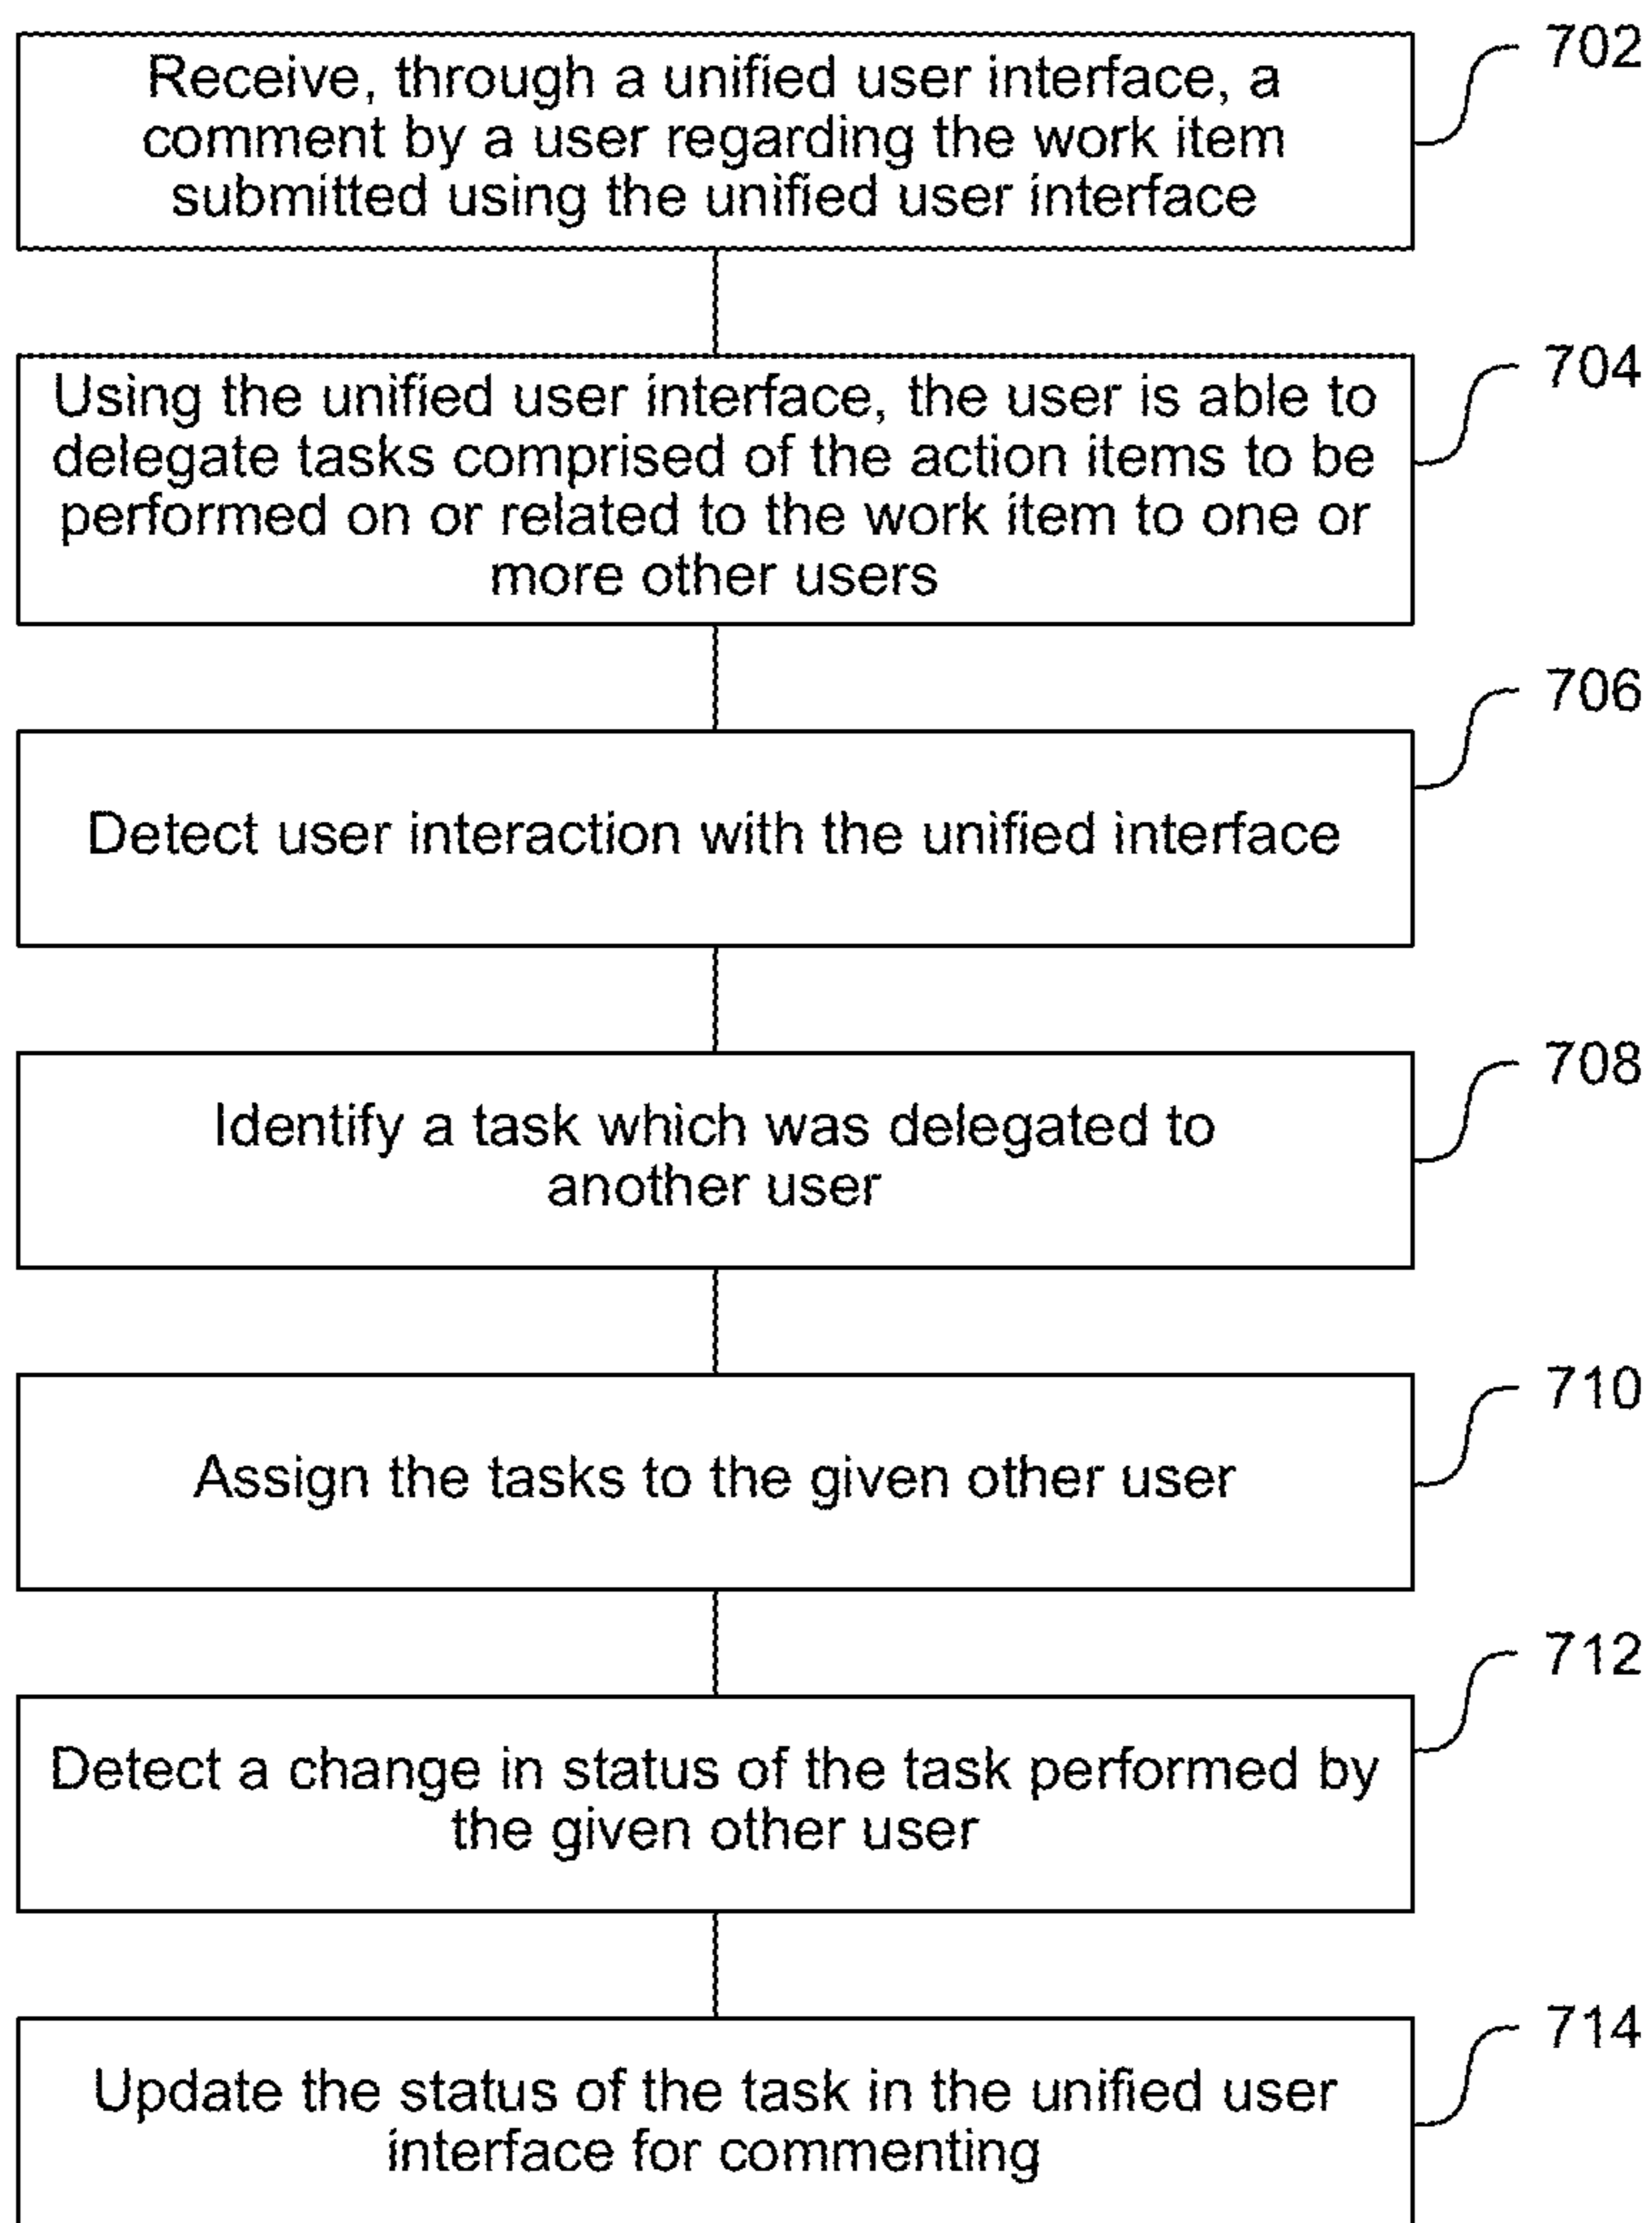 702
Receive, through a unified user interface, a
comment by a user regarding the work item
submitted using the unified user interface
704
Using the unified user interface, the user is able to
delegate tasks comprised of the action items to be
performed on or related to the work item to one or
more other users
706
Detect user interaction with the unified interface
708
Identify a task which was delegated to
another user
710
Assign the tasks to the given other user
712
Detect a change in status of the task performed by
the given other user
714
Update the status of the task in the unified user
interface for commenting